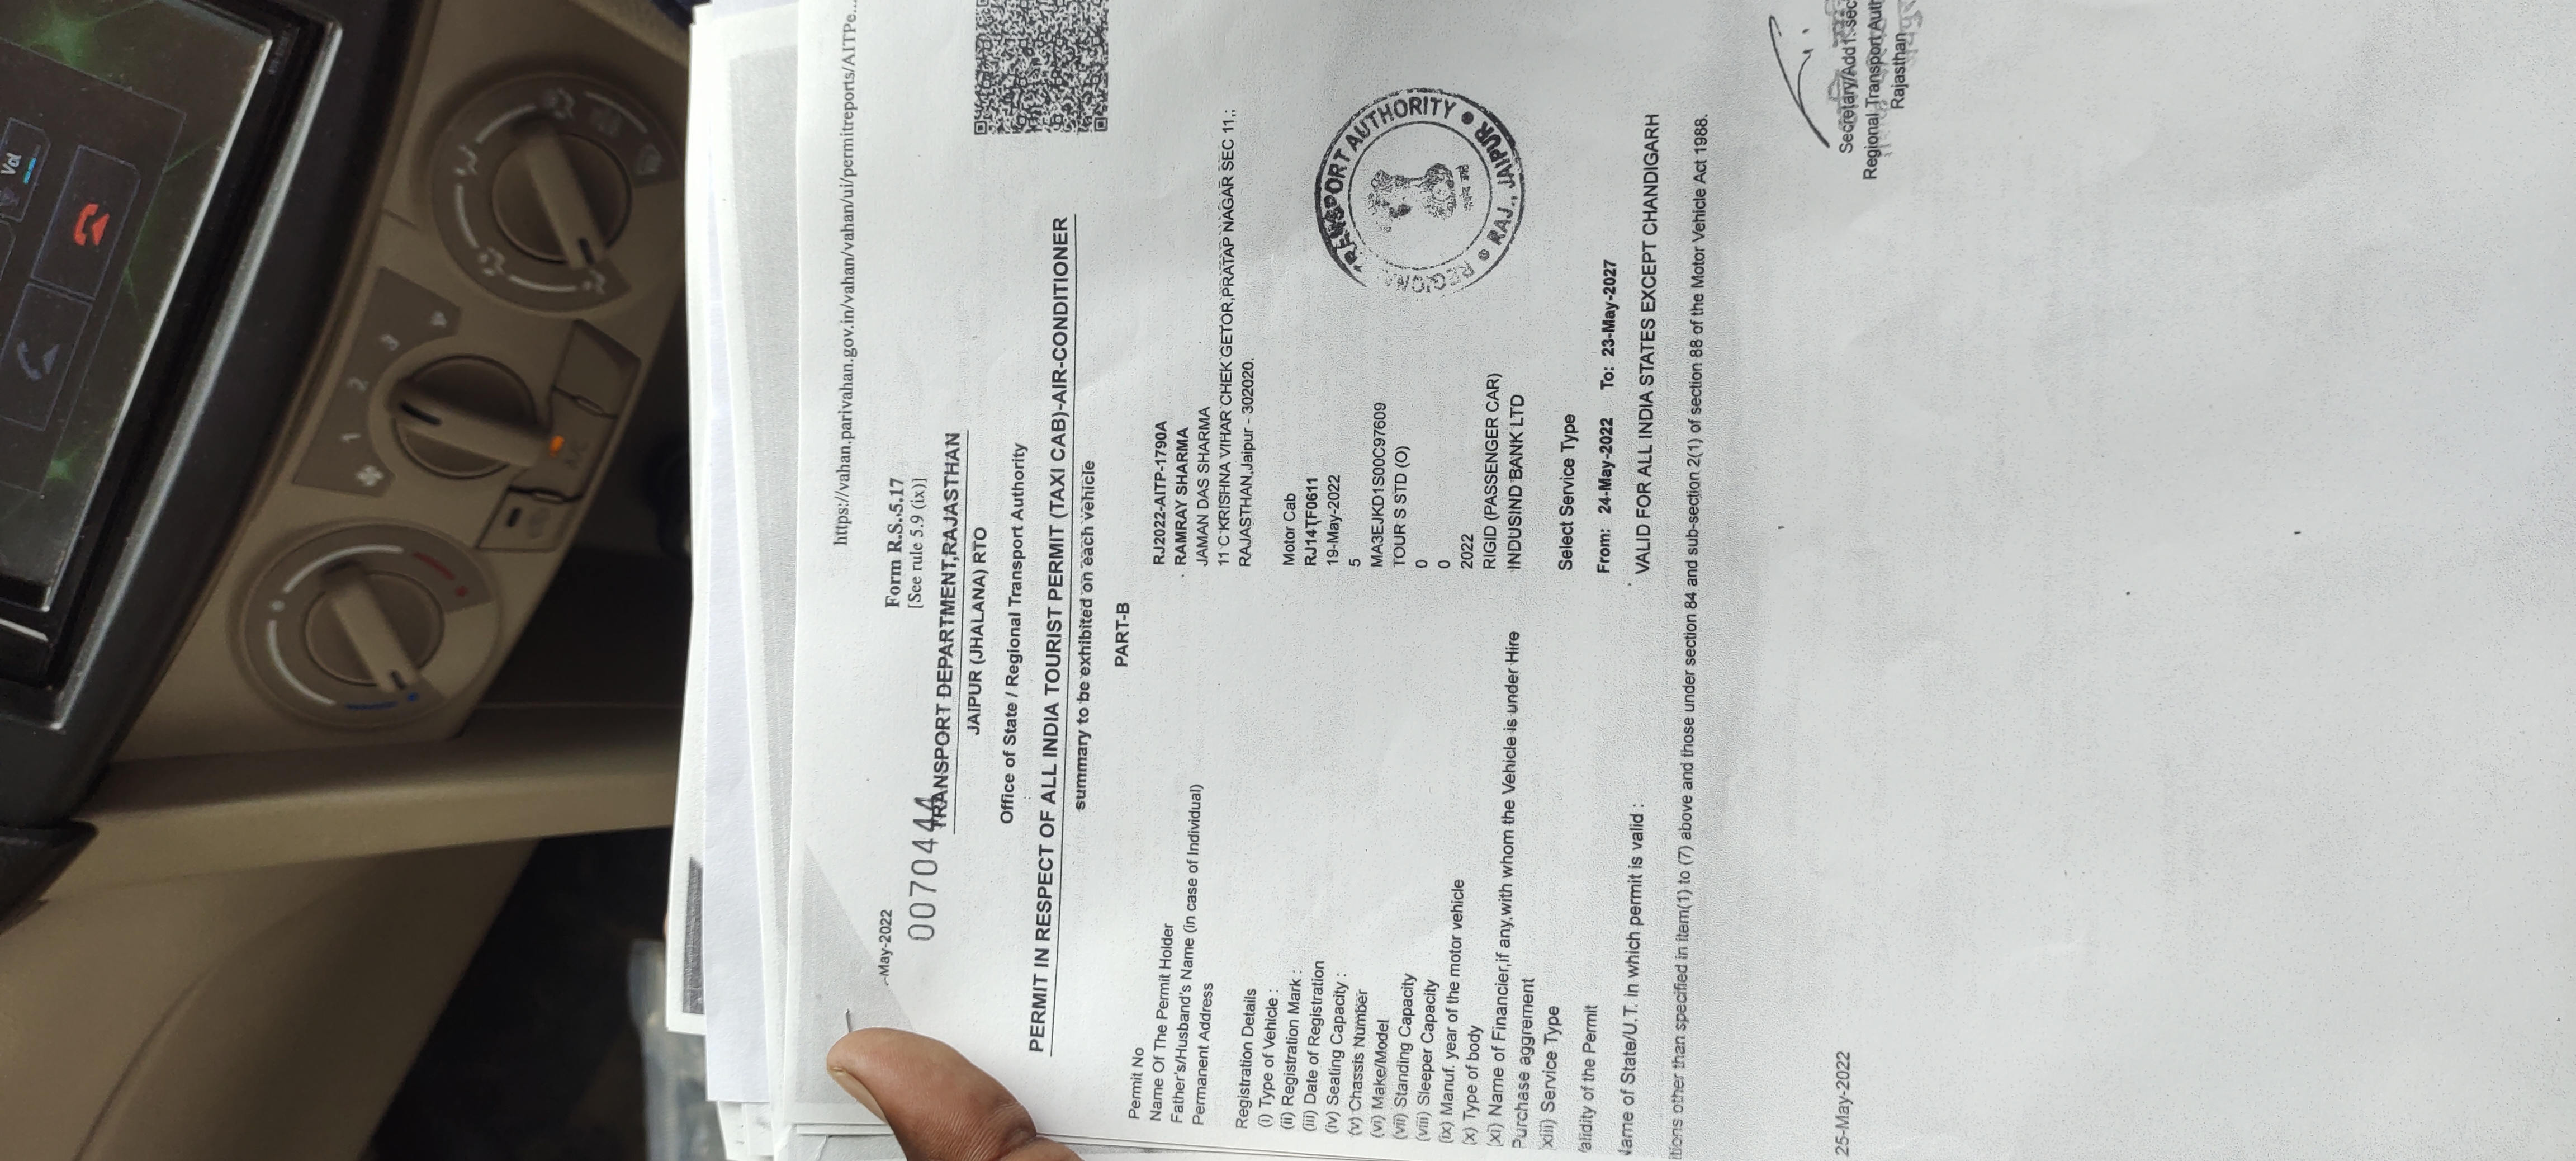 Vol
1 2 3 4
A/C
https://vahan.parivahan.gov.in/vahan/vahan/ui/permitreports/AITPe...
-May-2022
Form R.S..5.17
[See rule 5.9 (ix)]
0070444
TRANSPORT DEPARTMENT,RAJASTHAN
JAIPUR (JHALANA) RTO
Office of State / Regional Transport Authority
PERMIT IN RESPECT OF ALL INDIA TOURIST PERMIT (TAXI CAB)-AIR-CONDITIONER
summary to be exhibited on each vehicle
PART-B
Permit No RJ2022-AITP-1790A
Name Of The Permit Holder RAMRAY SHARMA
Father's/Husband's Name (in case of Individual) JAMAN DAS SHARMA
Permanent Address 11 C KRISHNA VIHAR CHEK GETOR,PRATAP NAGAR SEC 11,;
RAJASTHAN,Jaipur - 302020.
Registration Details
(i) Type of Vehicle : Motor Cab
(ii) Registration Mark : RJ14TF0611
(iii) Date of Registration 19-May-2022
(iv) Seating Capacity : 5
(v) Chassis Number MA3EJKD1S00C97609
(vi) Make/Model TOUR S STD (O)
(vii) Standing Capacity 0
(viii) Sleeper Capacity 0
(ix) Manuf. year of the motor vehicle 2022
(x) Type of body RIGID (PASSENGER CAR)
(xi) Name of Financier,if any,with whom the Vehicle is under Hire INDUSIND BANK LTD
Purchase aggrement
xiii) Service Type Select Service Type
alidity of the Permit From: 24-May-2022 To: 23-May-2027
Name of State/U.T. in which permit is valid : VALID FOR ALL INDIA STATES EXCEPT CHANDIGARH
itions other than specified in item(1) to (7) above and those under section 84 and sub-section 2(1) of section 88 of the Motor Vehicle Act 1988.
REGIONAL TRANSPORT AUTHORITY
RAJ., JAIPUR
25-May-2022
Secretary/Add1. sec
Regional Transport Auth
Rajasthan